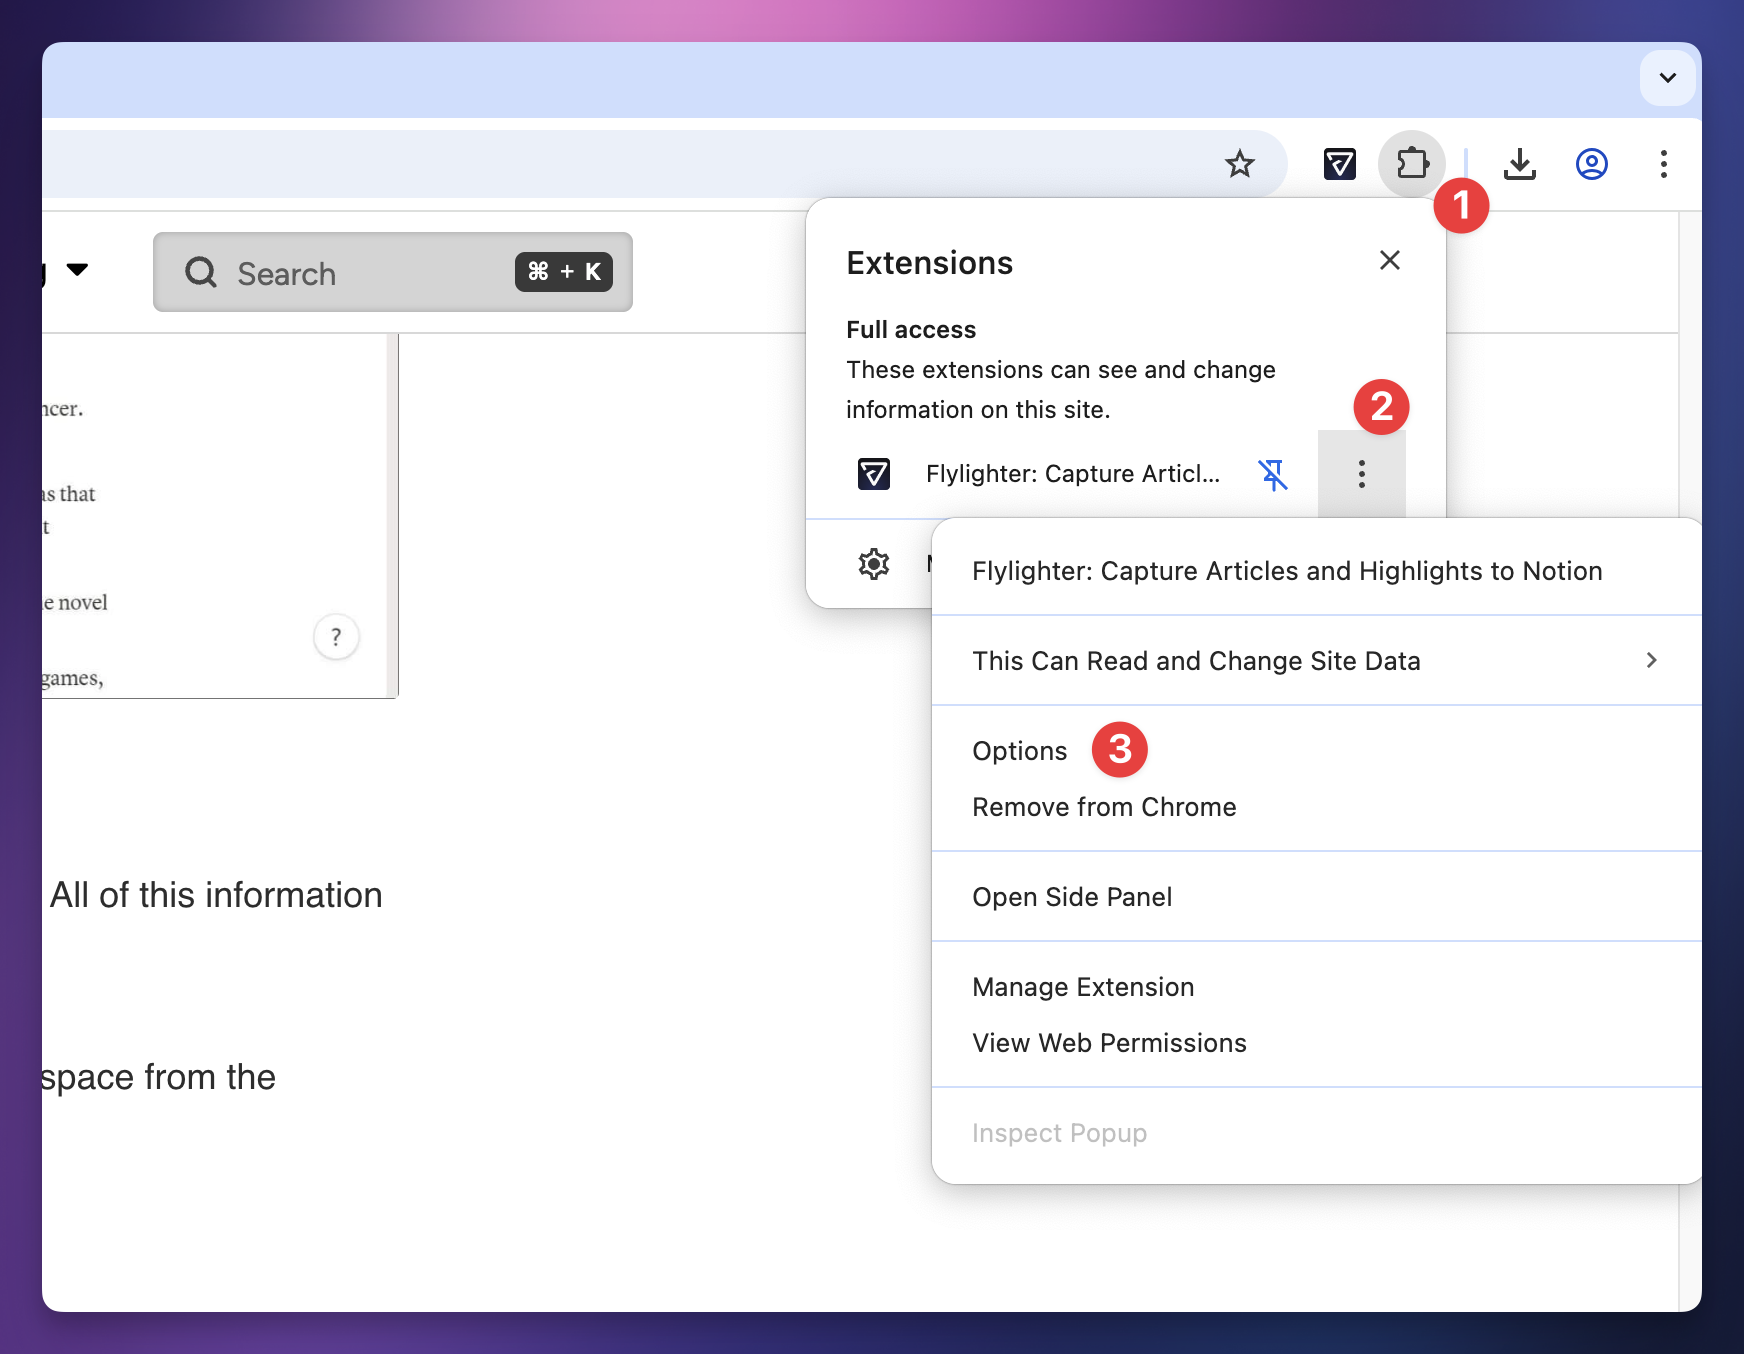 1
Search
⌘ + K
Extensions
Full access
These extensions can see and change
information on this site.
2
Flylighter: Capture Articl...
Flylighter: Capture Articles and Highlights to Notion
This Can Read and Change Site Data
Options
3
Remove from Chrome
Open Side Panel
Manage Extension
View Web Permissions
Inspect Popup
ncer.
as that
t
e novel
?
games,
All of this information
space from the